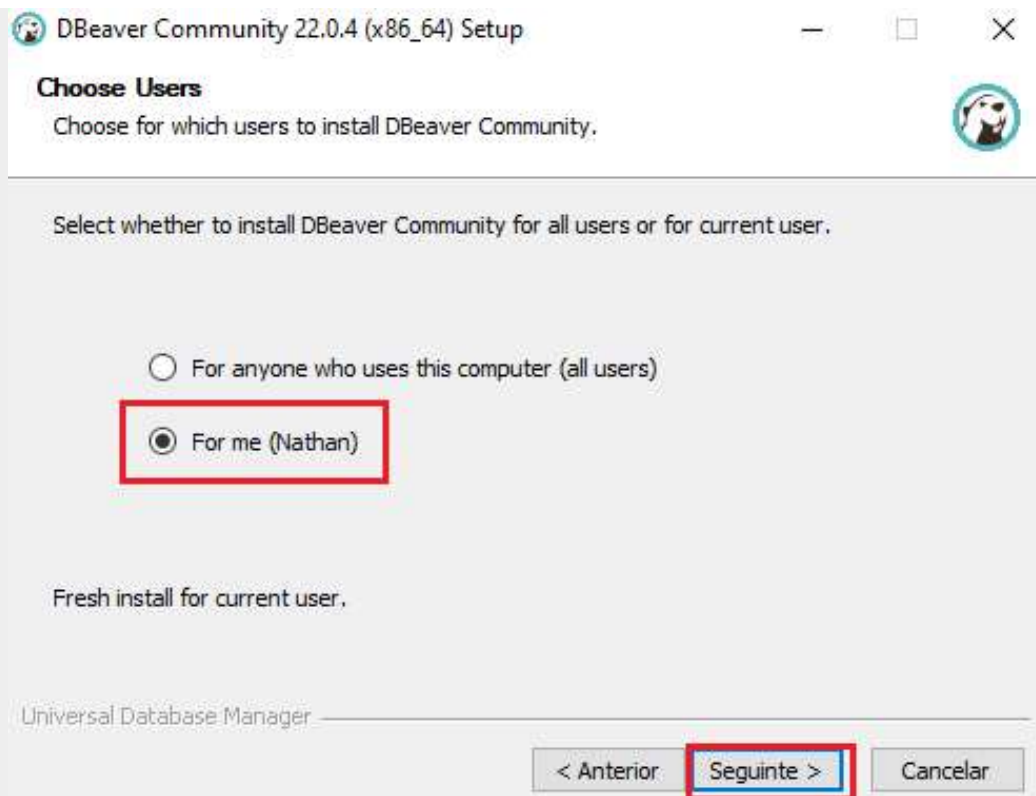 DBeaver Community 22.0.4 (x86_64) Setup
Choose Users
Choose for which users to install DBeaver Community.
Select whether to install DBeaver Community for all users or for current user.
For anyone who uses this computer (all users)
For me (Nathan)
Fresh install for current user.
Universal Database Manager
< Anterior Seguinte > Cancelar